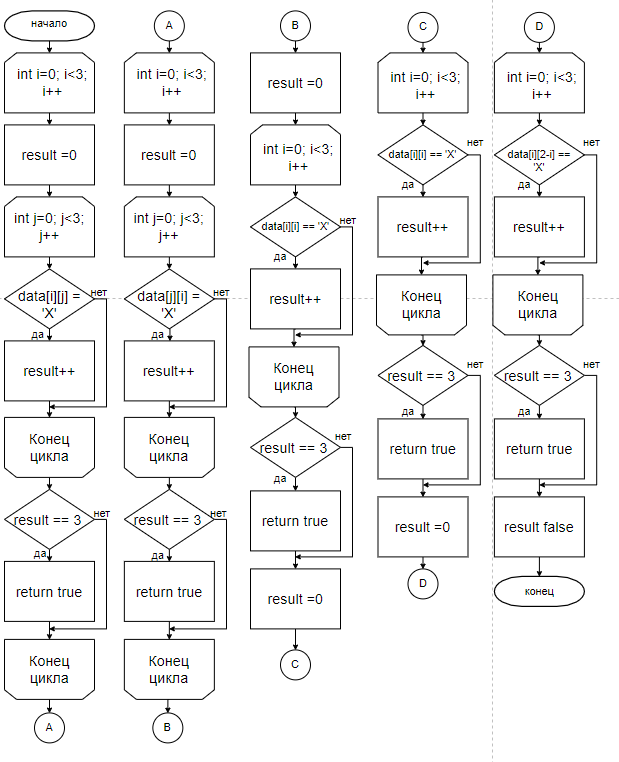 начало
int i=0; i<3;
i++
result =0
int j=0; j<3;
j++
data[i][j] =
'X'
нет
да
result++
Конец
цикла
result == 3
нет
да
return true
Конец
цикла
A
A
int i=0; i<3;
i++
result =0
int j=0; j<3;
j++
data[j][i] =
'X'
нет
да
result++
Конец
цикла
result == 3
нет
да
return true
Конец
цикла
B
B
result =0
int i=0; i<3;
i++
data[i][i] == 'X'
нет
да
result++
Конец
цикла
result == 3
нет
да
return true
result =0
C
C
int i=0; i<3;
i++
data[i][i] == 'X'
нет
да
result++
Конец
цикла
result == 3
нет
да
return true
result =0
D
D
int i=0; i<3;
i++
data[i][2-i] ==
'X'
нет
да
result++
Конец
цикла
result == 3
нет
да
return true
result false
конец